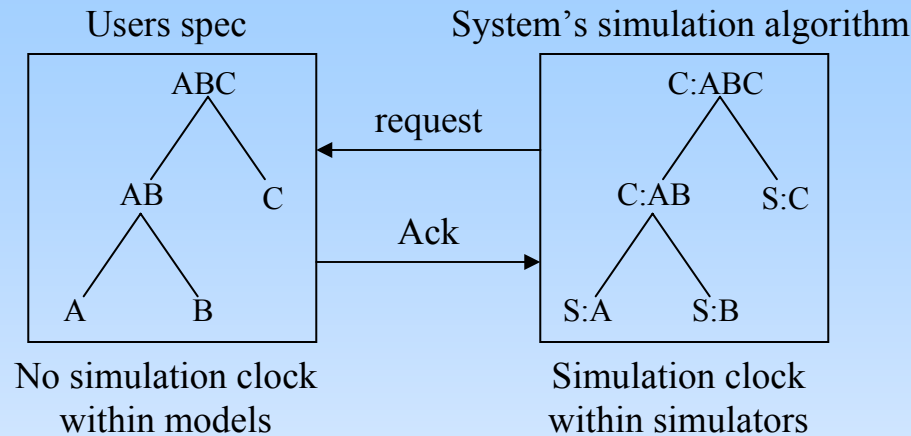 Users spec
System’s simulation algorithm
ABC
AB
C
A
B
request
Ack
C:ABC
C:AB
S:C
S:A
S:B
No simulation clock
within models
Simulation clock
within simulators